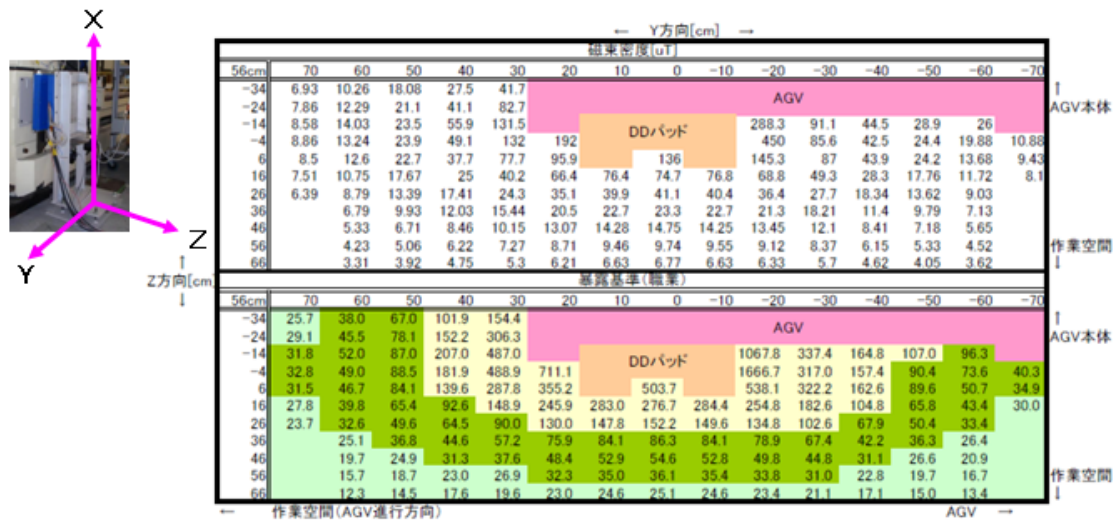 X
Z
Y
← Y方向[cm] →
磁束密度[uT]
56cm 70 60 50 40 30 20 10 0 -10 -20 -30 -40 -50 -60 -70
-34 6.93 10.26 18.08 27.5 41.7 AGV ↑
-24 7.86 12.29 21.1 41.1 82.7 AGV本体
-14 8.58 14.03 23.5 55.9 131.5 DDパッド 288.3 91.1 44.5 28.9 26
-4 8.86 13.24 23.9 49.1 132 192 450 85.6 42.5 24.4 19.88 10.88
6 8.5 12.6 22.7 37.7 77.7 95.9 136 145.3 87 43.9 24.2 13.68 9.43
16 7.51 10.75 17.67 25 40.2 66.4 76.4 74.7 76.8 68.8 49.3 28.3 17.76 11.72 8.1
26 6.39 8.79 13.39 17.41 24.3 35.1 39.9 41.1 40.4 36.4 27.7 18.34 13.62 9.03
36 6.79 9.93 12.03 15.44 20.5 22.7 23.3 22.7 21.3 18.21 11.4 9.79 7.13
46 5.33 6.71 8.46 10.15 13.07 14.28 14.75 14.25 13.45 12.1 8.41 7.18 5.65
56 4.23 5.06 6.22 7.27 8.71 9.46 9.74 9.55 9.12 8.37 6.15 5.33 4.52 作業空間
66 3.31 3.92 4.75 5.3 6.21 6.63 6.77 6.63 6.33 5.7 4.62 4.05 3.62 ↓
↑
Z方向[cm]
↓
暴露基準(職業)
56cm 70 60 50 40 30 20 10 0 -10 -20 -30 -40 -50 -60 -70
-34 25.7 38.0 67.0 101.9 154.4 AGV ↑
-24 29.1 45.5 78.1 152.2 306.3 AGV本体
-14 31.8 52.0 87.0 207.0 487.0 DDパッド 1067.8 337.4 164.8 107.0 96.3
-4 32.8 49.0 88.5 181.9 488.9 711.1 1666.7 317.0 157.4 90.4 73.6 40.3
6 31.5 46.7 84.1 139.6 287.8 355.2 503.7 538.1 322.2 162.6 89.6 50.7 34.9
16 27.8 39.8 65.4 92.6 148.9 245.9 283.0 276.7 284.4 254.8 182.6 104.8 65.8 43.4 30.0
26 23.7 32.6 49.6 64.5 90.0 130.0 147.8 152.2 149.6 134.8 102.6 67.9 50.4 33.4
36 25.1 36.8 44.6 57.2 75.9 84.1 86.3 84.1 78.9 67.4 42.2 36.3 26.4
46 19.7 24.9 31.3 37.6 48.4 52.9 54.6 52.8 49.8 44.8 31.1 26.6 20.9
56 15.7 18.7 23.0 26.9 32.3 35.0 36.1 35.4 33.8 31.0 22.8 19.7 16.7 作業空間
66 12.3 14.5 17.6 19.6 23.0 24.6 25.1 24.6 23.4 21.1 17.1 15.0 13.4 ↓
← 作業空間(AGV進行方向) AGV →